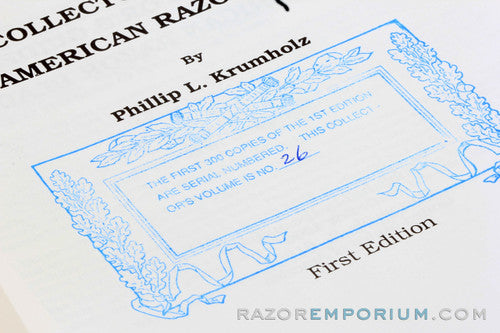 COLLECT
AMERICAN RAZO
By
Phillip L. Krumholz
THE FIRST 300 COPIES OF THE 1ST EDITION
ARE SERIAL NUMBERED. THIS COLLECT-
OR'S VOLUME IS NO. 26
First Edition
RAZOREMPORIUM.COM